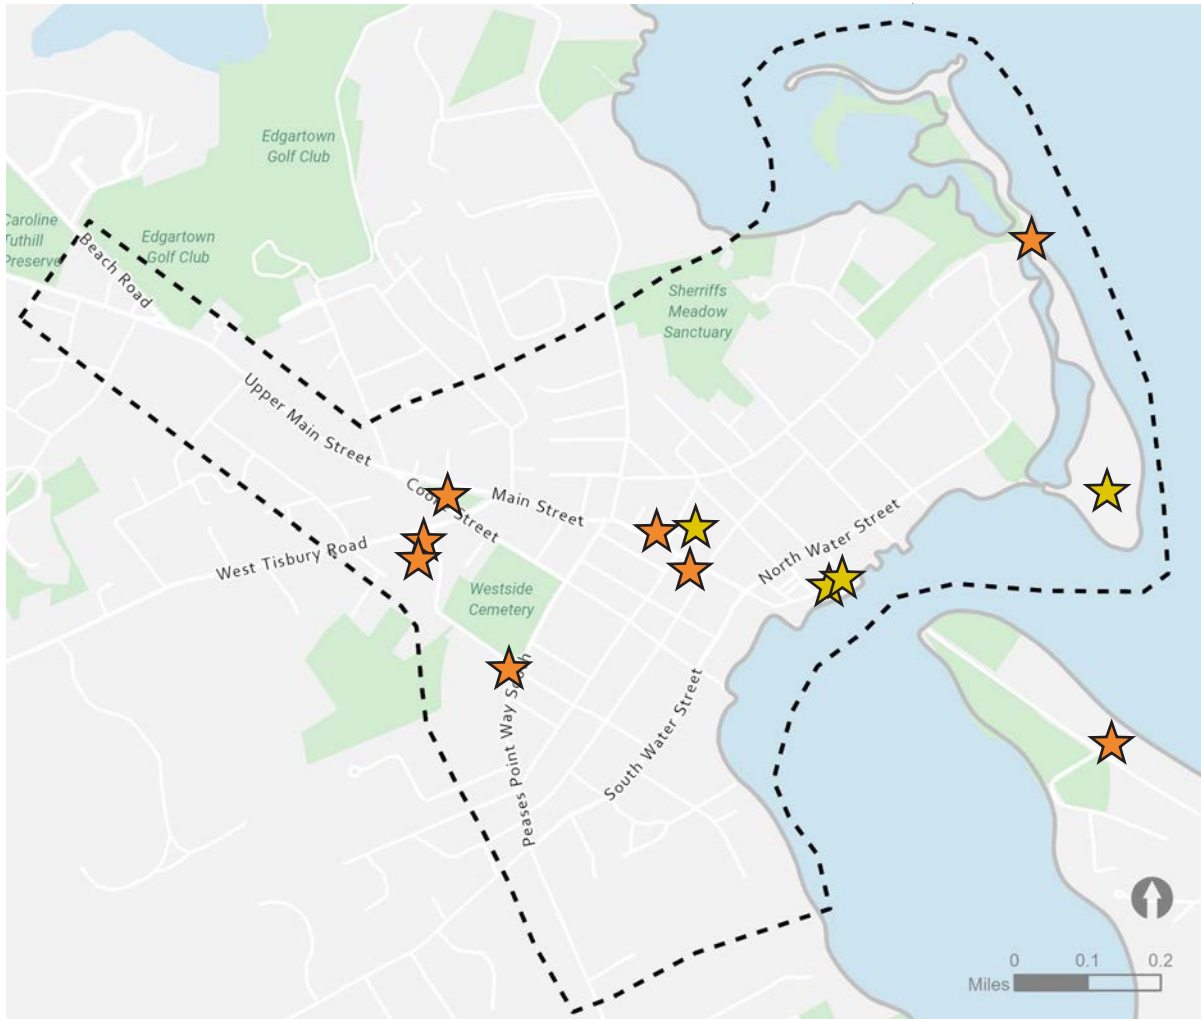 Edgartown
Golf Club
Caroline
Tuthill
Preserve
Edgartown
Golf Club
Beach Road
Sherriffs
Meadow
Sanctuary
Upper Main Street
Main Street
North Water Street
West Tisbury Road
Westside
Cemetery
South Water Street
Peases Point Way South
0 0.1 0.2
Miles